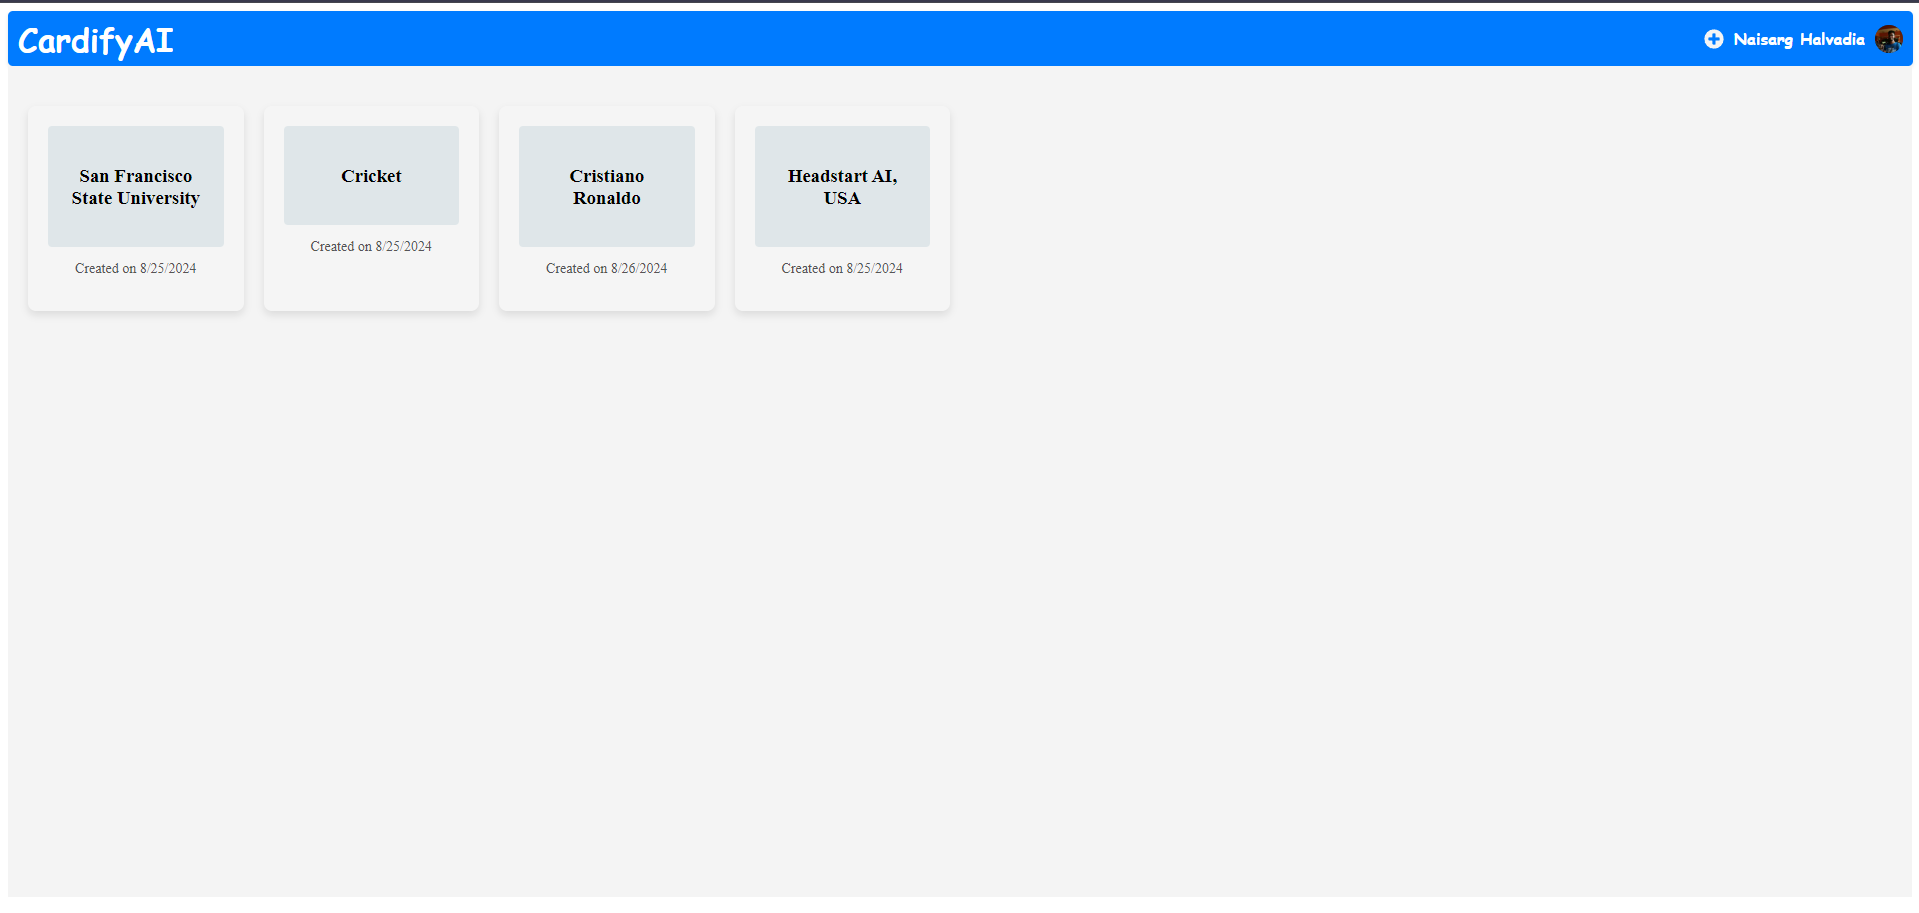 CardifyAI
Naisarg Halvadia
San Francisco
State University
Created on 8/25/2024
Cricket
Created on 8/25/2024
Cristiano
Ronaldo
Created on 8/26/2024
Headstart AI,
USA
Created on 8/25/2024